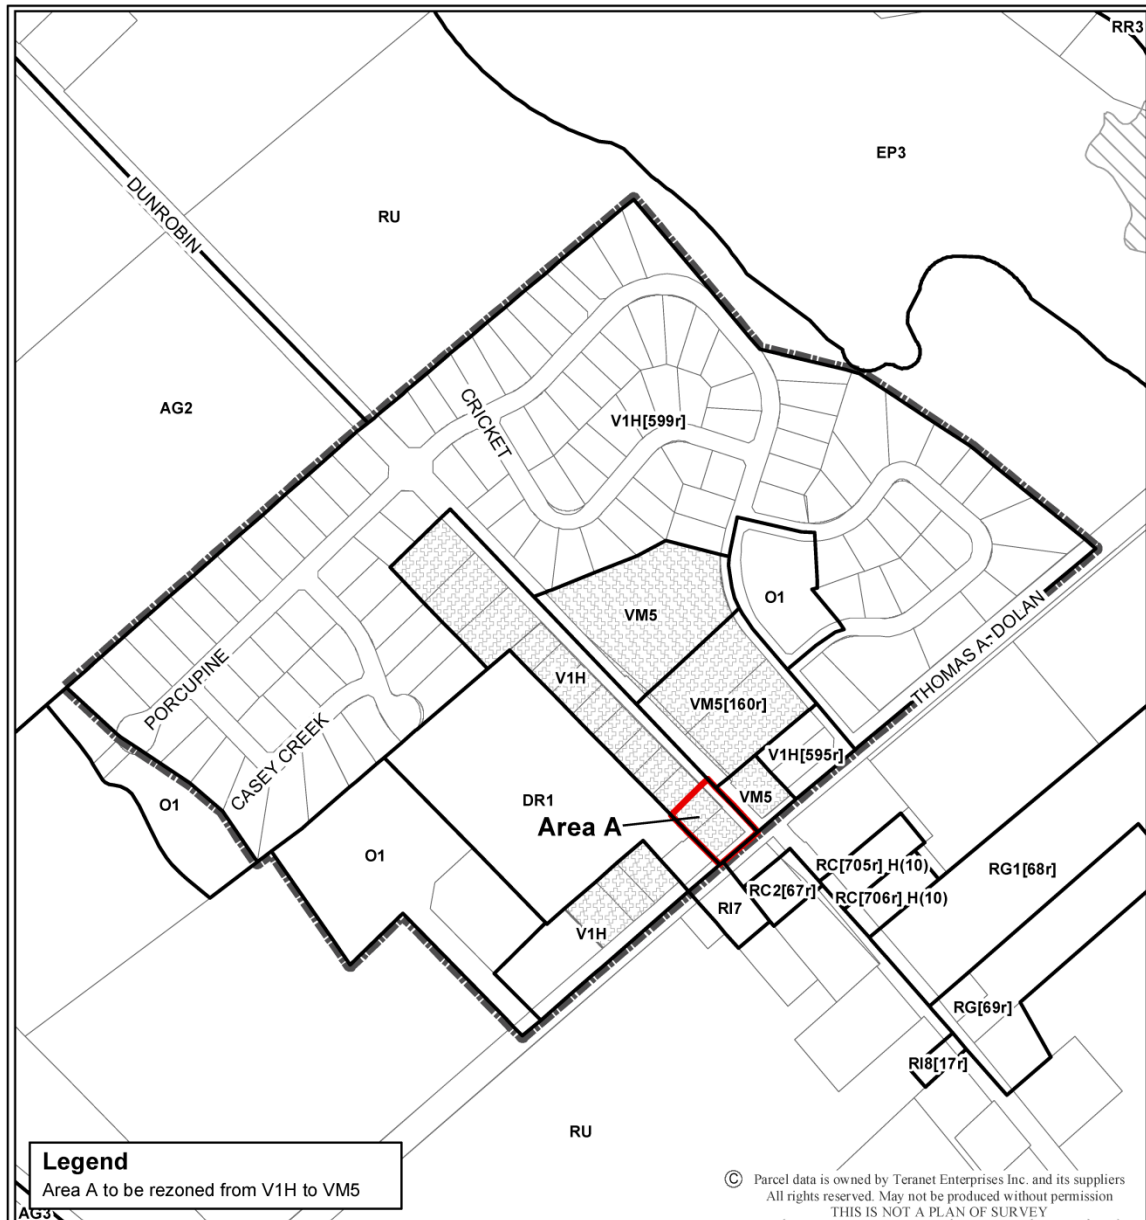 RR3
EP3
DUNROBIN
RU
AG2
CRICKET
V1H[599r]
VM5
O1
THOMAS A. DOLAN
V1H
PORCUPINE
VM5[160r]
CASEY CREEK
V1H[595r]
O1
DR1
VM5
Area A
O1
RC[705r] H(10)
RG1[68r]
RC2[67r]
RC[706r] H(10)
RI7
V1H
RG[69r]
RI8[17r]
RU
Legend
Area A to be rezoned from V1H to VM5
AG3
© Parcel data is owned by Teranet Enterprises Inc. and its suppliers
All rights reserved. May not be produced without permission
THIS IS NOT A PLAN OF SURVEY